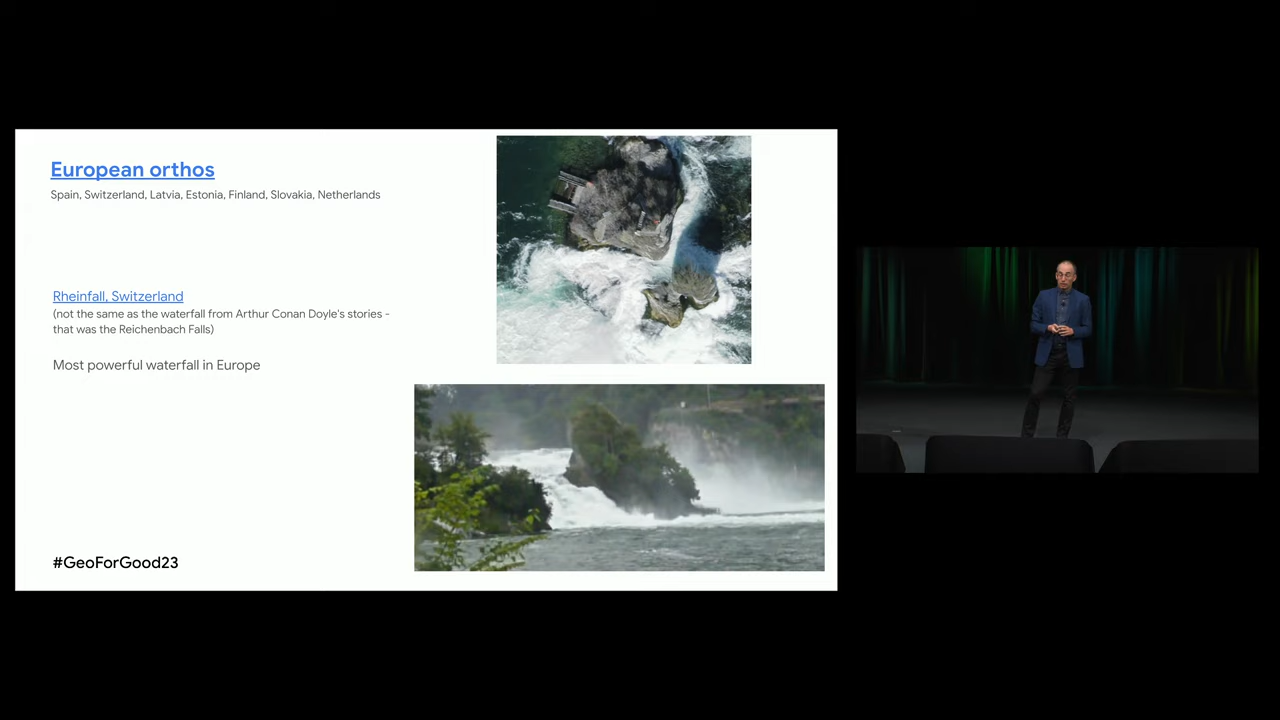 European orthos
Spain, Switzerland, Latvia, Estonia, Finland, Slovakia, Netherlands
Rheinfall, Switzerland
(not the same as the waterfall from Arthur Conan Doyle's stories -
that was the Reichenbach Falls)
Most powerful waterfall in Europe
#GeoForGood23